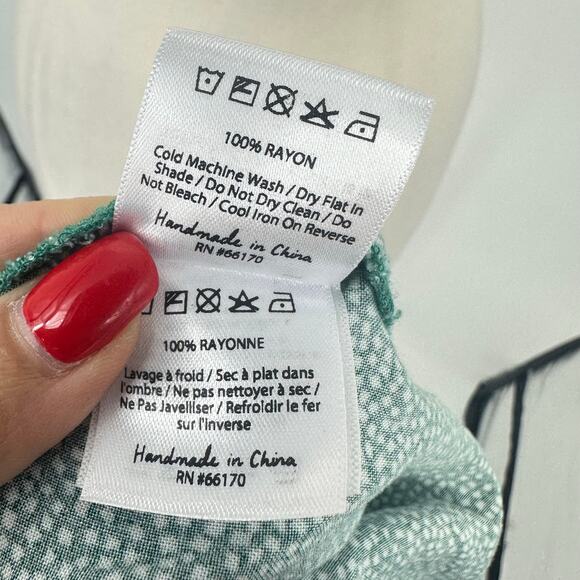 100% RAYON
Cold Machine Wash / Dry Flat In
Shade / Do Not Dry Clean / Do
Not Bleach / Cool Iron On Reverse
Handmade in China
RN #66170
100% RAYONNE
Lavage à froid / Sec à plat dans
l'ombre / Ne pas nettoyer à sec /
Ne Pas Javelliser / Refroidir le fer
sur l'inverse
Handmade in China
RN #66170